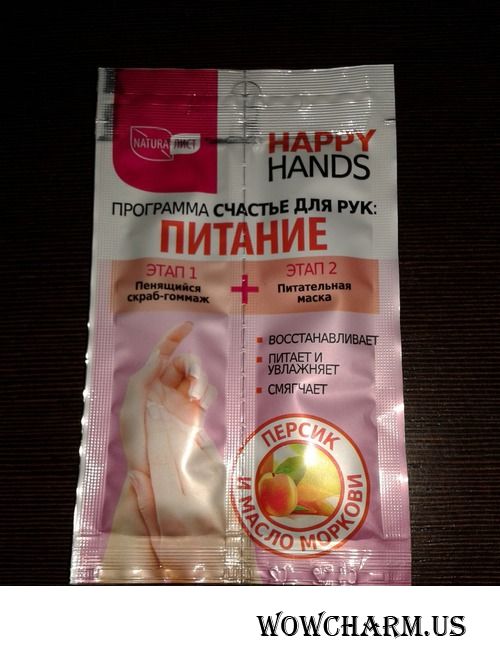 NATURA ЛИСТ
HAPPY
HANDS
ПРОГРАММА СЧАСТЬЕ ДЛЯ РУК:
ПИТАНИЕ
ЭТАП 1
Пенящийся
скраб-гоммаж
+
ЭТАП 2
Питательная
маска
ВОССТАНАВЛИВАЕТ
ПИТАЕТ И
УВЛАЖНЯЕТ
СМЯГЧАЕТ
ПЕРСИК
И МАСЛО МОРКОВИ
WOWCHARM.US